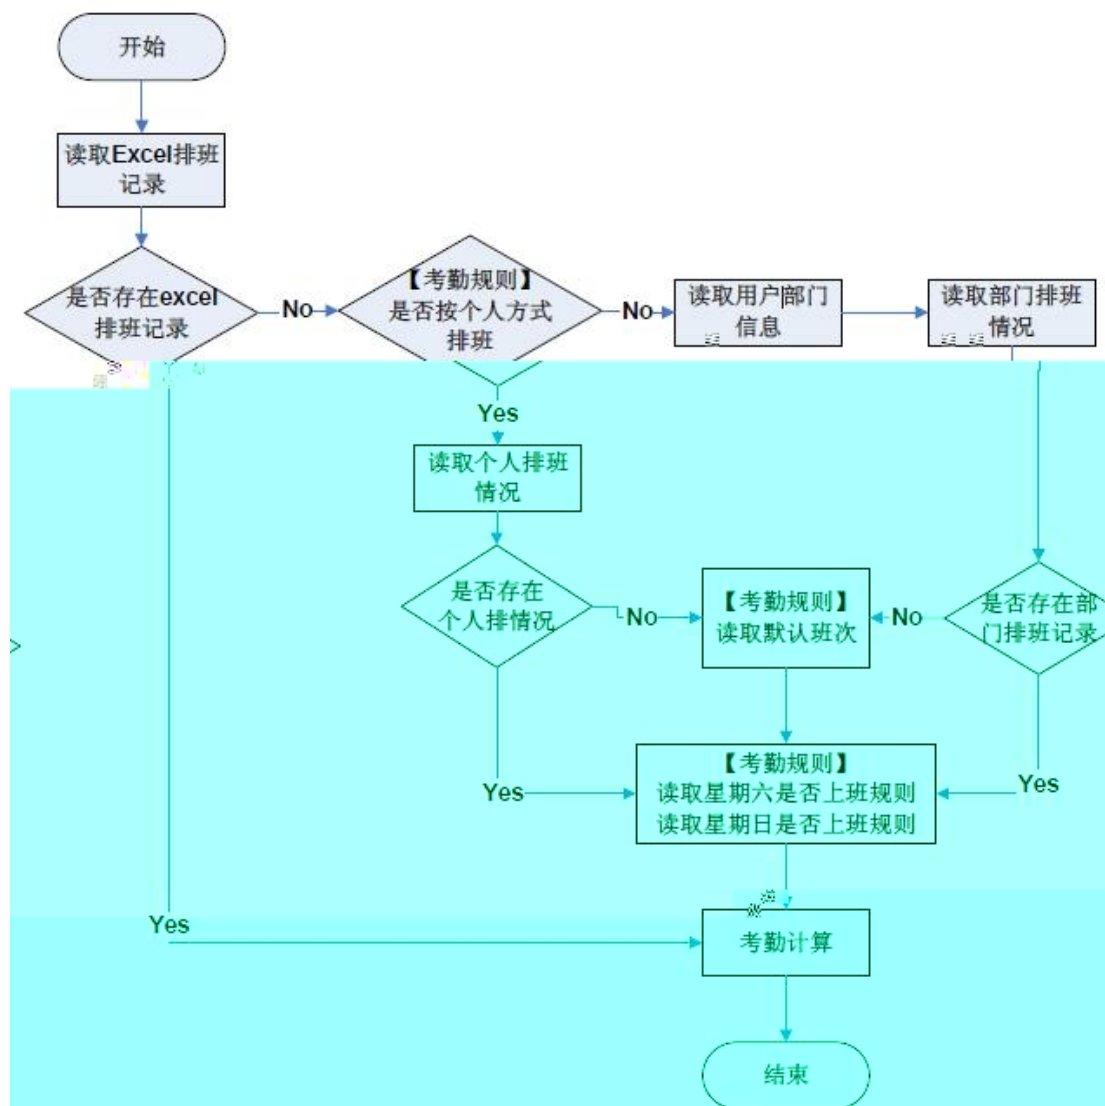 开始
读取Excel排班
记录
是否存在excel
排班记录
No
【考勤规则】
是否按个人方式
排班
No
读取用户部门
信息
读取部门排班
情况
Yes
读取个人排班
情况
是否存在
个人排情况
No
【考勤规则】
读取默认班次
No
是否存在部
门排班记录
Yes
【考勤规则】
读取星期六是否上班规则
读取星期日是否上班规则
Yes
Yes
考勤计算
结束